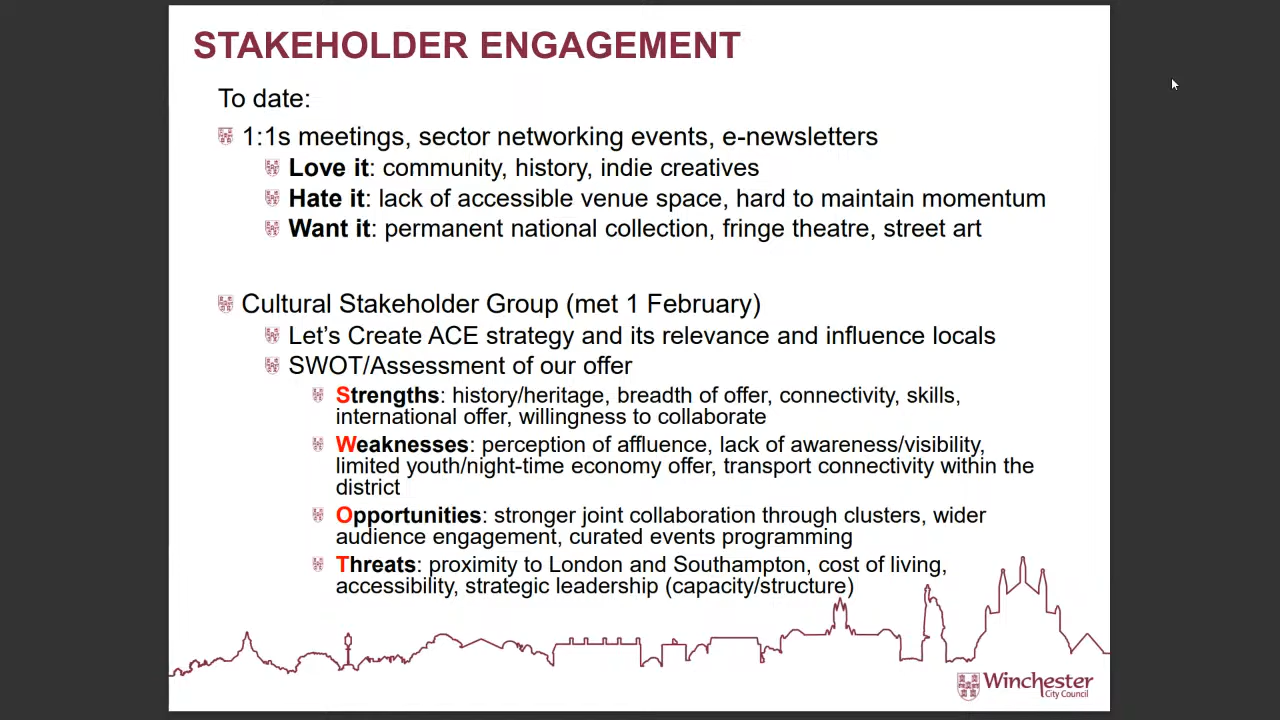 STAKEHOLDER ENGAGEMENT
To date:
1:1s meetings, sector networking events, e-newsletters
Love it: community, history, indie creatives
Hate it: lack of accessible venue space, hard to maintain momentum
Want it: permanent national collection, fringe theatre, street art
Cultural Stakeholder Group (met 1 February)
Let's Create ACE strategy and its relevance and influence locals
SWOT/Assessment of our offer
Strengths: history/heritage, breadth of offer, connectivity, skills,
international offer, willingness to collaborate
Weaknesses: perception of affluence, lack of awareness/visibility,
limited youth/night-time economy offer, transport connectivity within the
district
Opportunities: stronger joint collaboration through clusters, wider
audience engagement, curated events programming
Threats: proximity to London and Southampton, cost of living,
accessibility, strategic leadership (capacity/structure)
Winchester
City Council